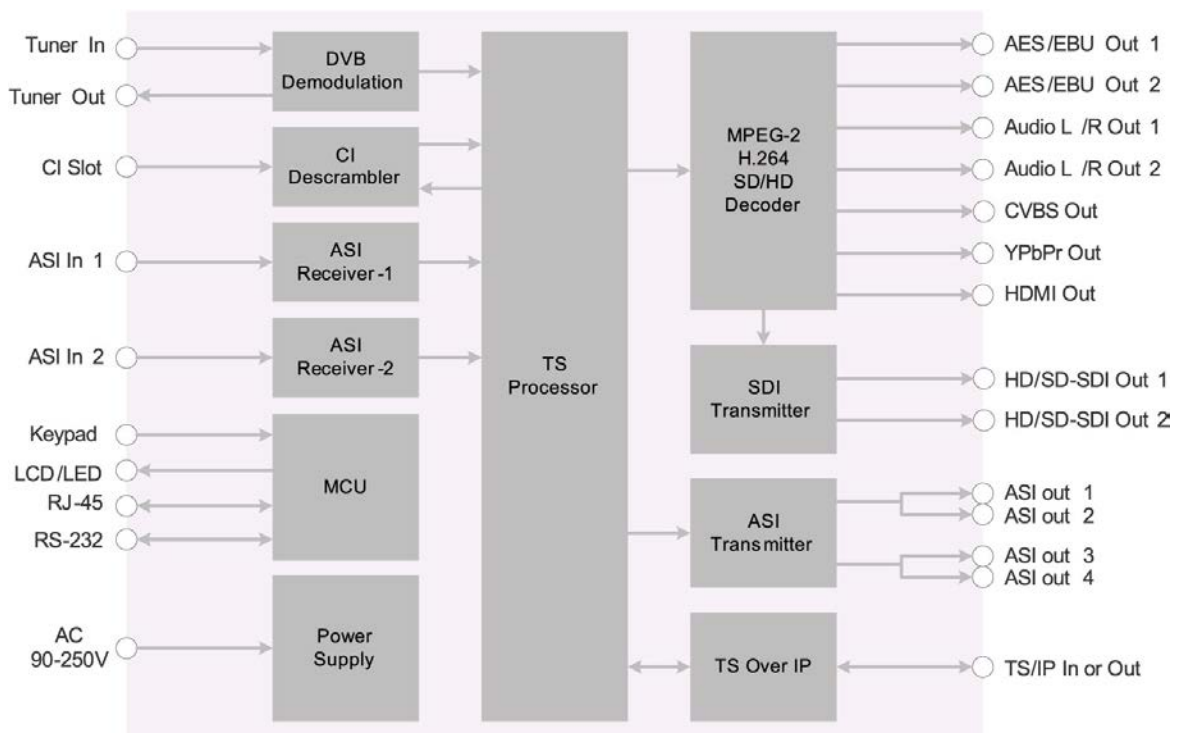 Tuner In
Tuner Out
CI Slot
ASI In 1
ASI In 2
Keypad
LCD/LED
RJ-45
RS-232
AC
90-250V
DVB
Demodulation
CI
Descrambler
ASI
Receiver-1
ASI
Receiver-2
MCU
Power
Supply
TS
Processor
MPEG-2
H.264
SD/HD
Decoder
SDI
Transmitter
ASI
Transmitter
TS Over IP
AES/EBU Out 1
AES/EBU Out 2
Audio L /R Out 1
Audio L /R Out 2
CVBS Out
YPbPr Out
HDMI Out
HD/SD-SDI Out 1
HD/SD-SDI Out 2
ASI out 1
ASI out 2
ASI out 3
ASI out 4
TS/IP In or Out